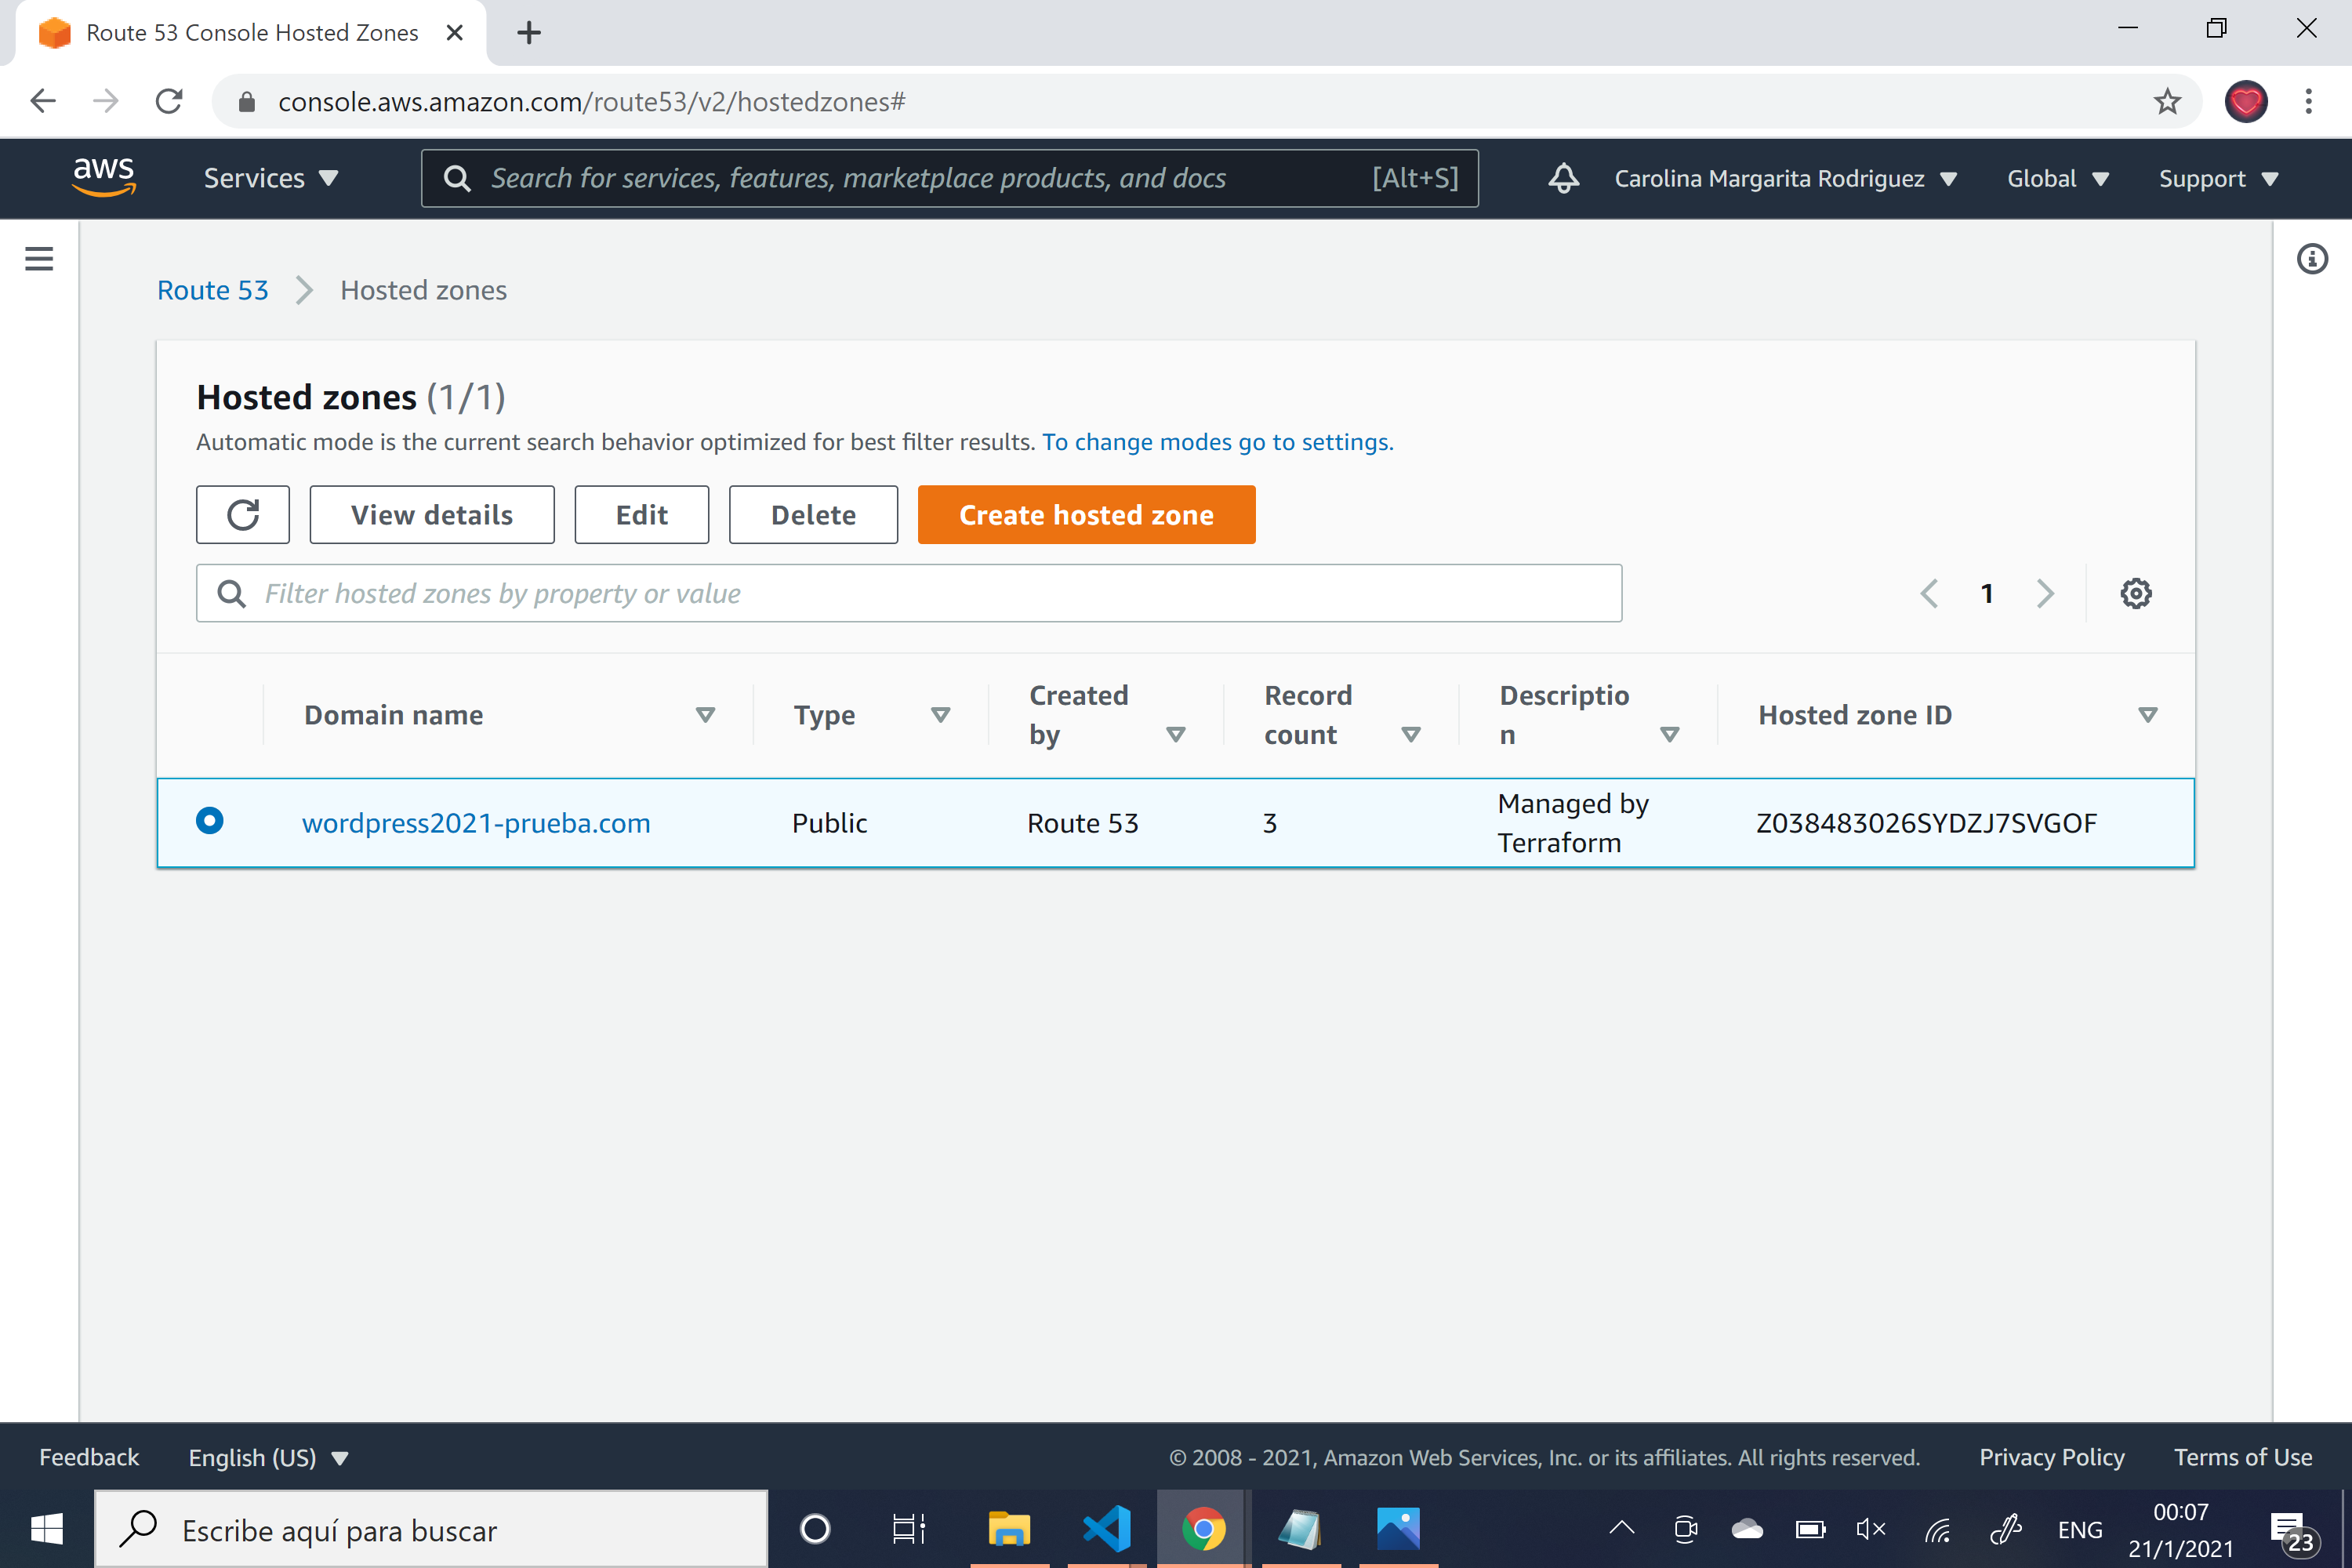 Route 53 Console Hosted Zones
console.aws.amazon.com/route53/v2/hostedzones#
aws
Services
Search for services, features, marketplace products, and docs
[Alt+S]
Carolina Margarita Rodriguez
Global
Support
Route 53
Hosted zones
Hosted zones (1/1)
Automatic mode is the current search behavior optimized for best filter results. To change modes go to settings.
View details
Edit
Delete
Create hosted zone
Filter hosted zones by property or value
1
Domain name
Type
Created
by
Record
count
Descriptio
n
Hosted zone ID
wordpress2021-prueba.com
Public
Route 53
3
Managed by
Terraform
Z038483026SYDZJ7SVGOF
Feedback
English (US)
© 2008 - 2021, Amazon Web Services, Inc. or its affiliates. All rights reserved.
Privacy Policy
Terms of Use
Escribe aquí para buscar
ENG
00:07
21/1/2021
23